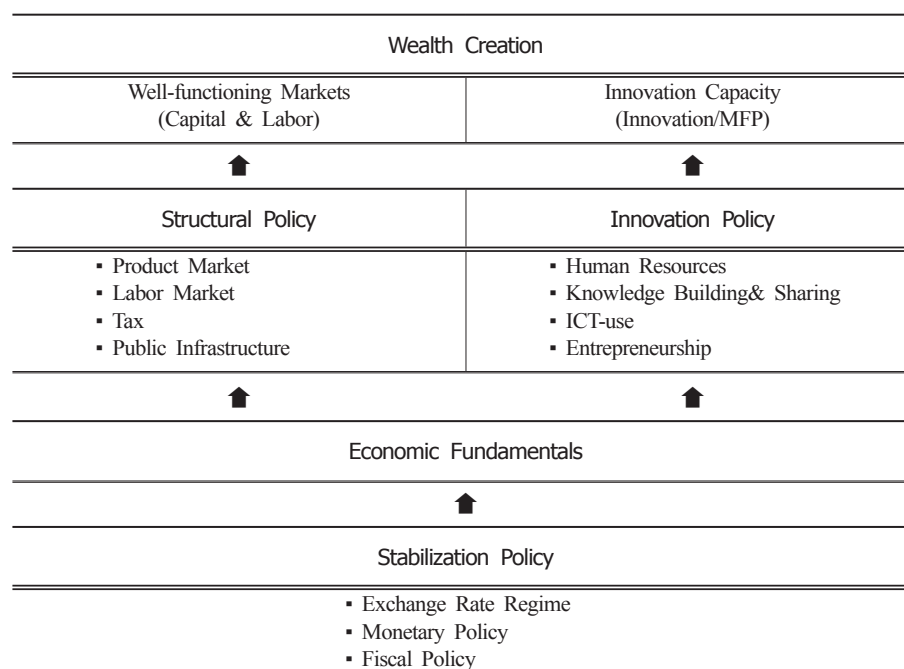 Wealth Creation
Well-functioning Markets
(Capital & Labor)
Innovation Capacity
(Innovation/MFP)
Structural Policy
Innovation Policy
▪ Product Market
▪ Labor Market
▪ Tax
▪ Public Infrastructure
▪ Human Resources
▪ Knowledge Building& Sharing
▪ ICT-use
▪ Entrepreneurship
Economic Fundamentals
Stabilization Policy
▪ Exchange Rate Regime
▪ Monetary Policy
▪ Fiscal Policy